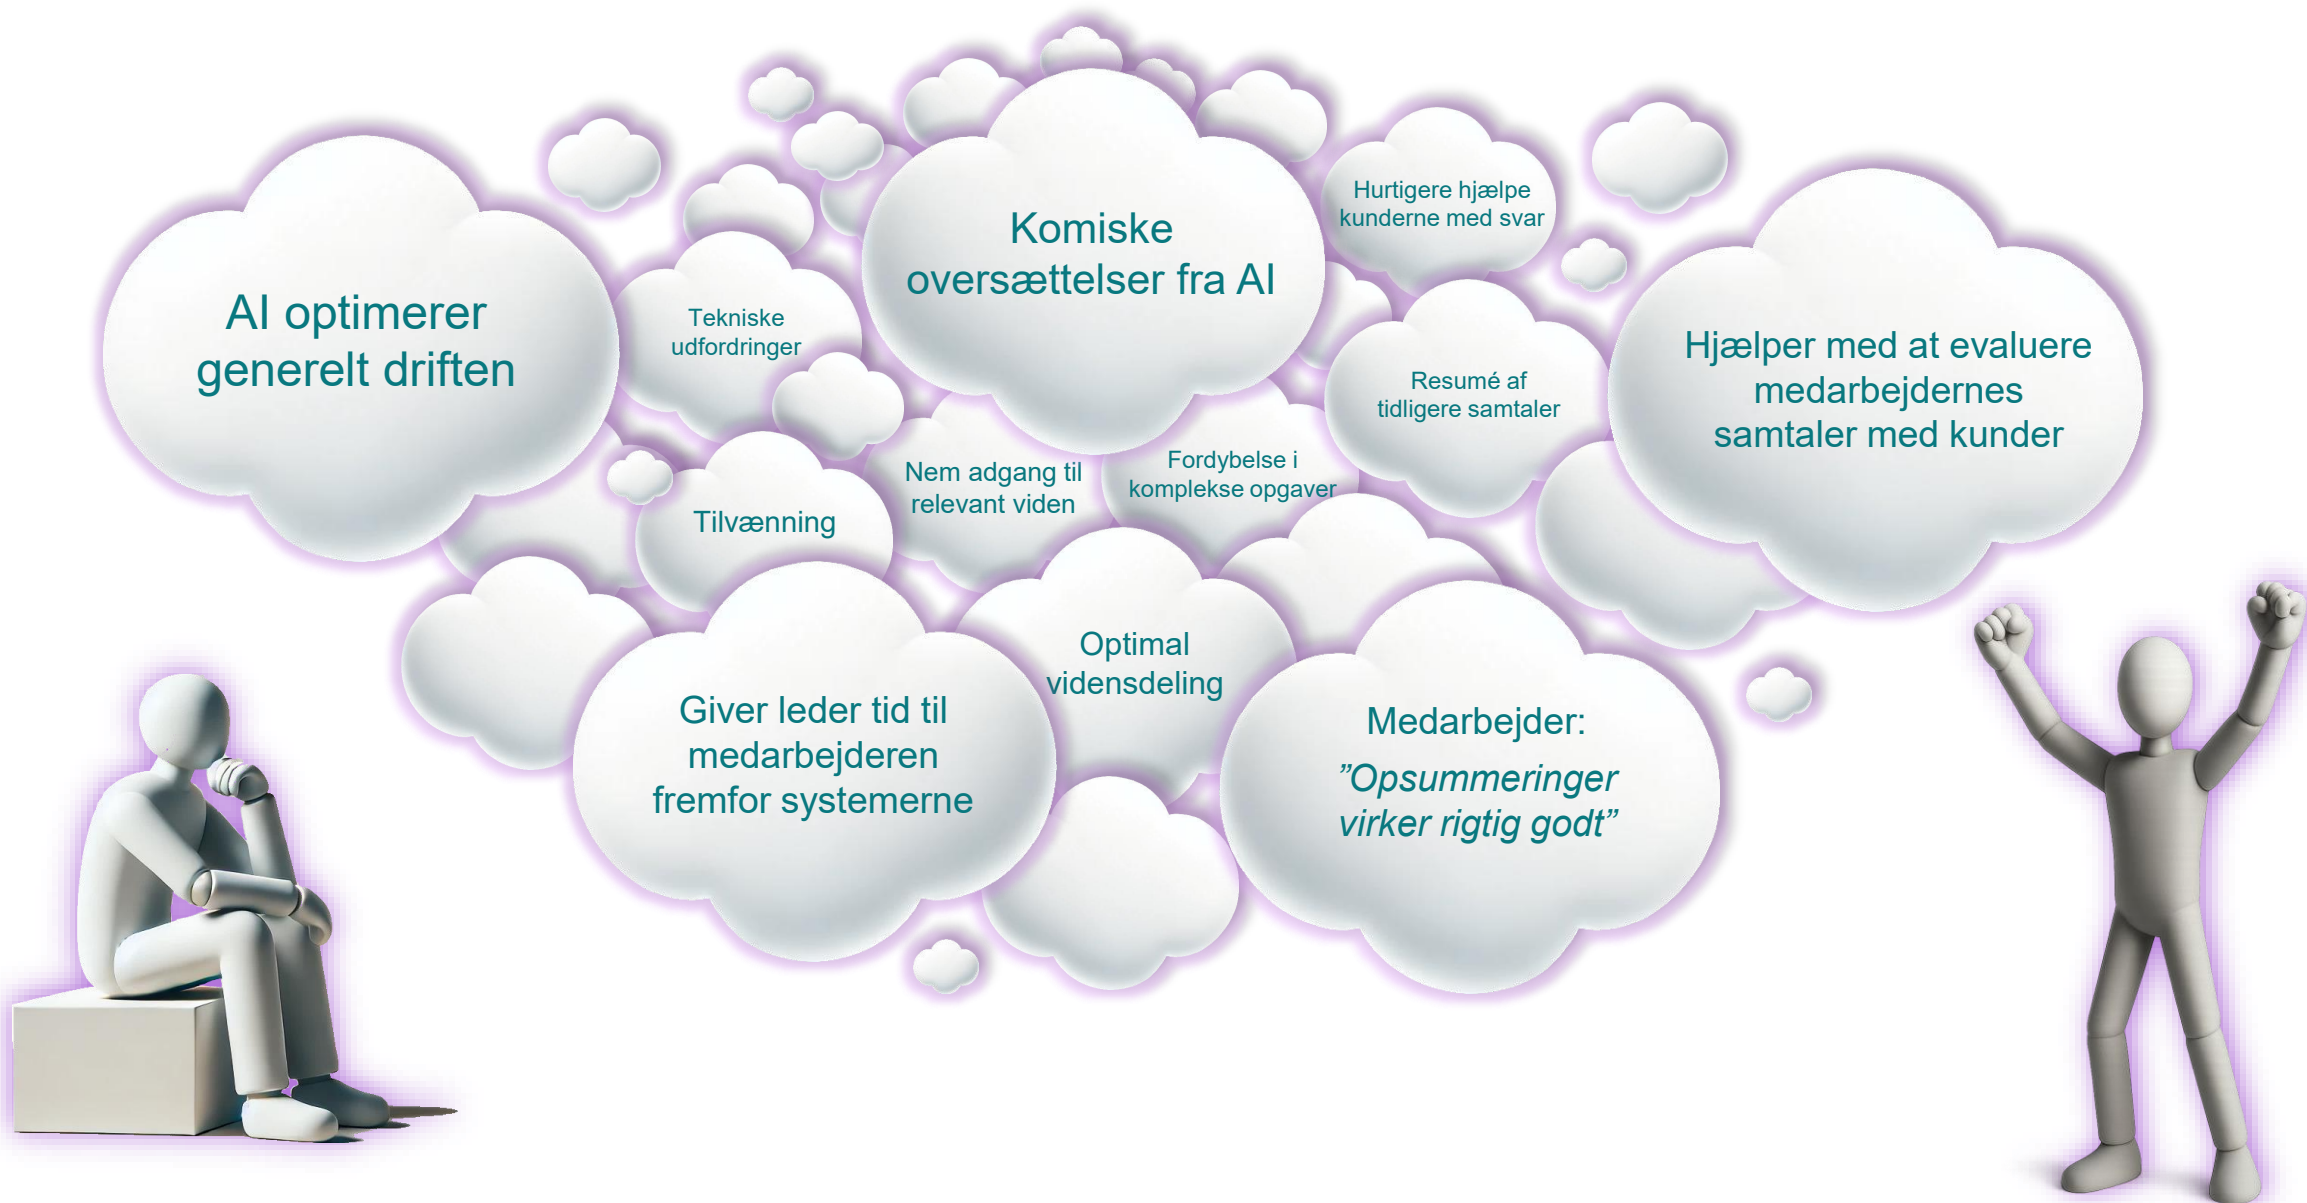 AI optimerer
generelt driften
Tekniske
udfordringer
Komiske
oversættelser fra AI
Hurtigere hjælpe
kunderne med svar
Resumé af
tidligere samtaler
Hjælper med at evaluere
medarbejdernes
samtaler med kunder
Tilvænning
Nem adgang til
relevant viden
Fordybelse i
komplekse opgaver
Giver leder tid til
medarbejderen
fremfor systemerne
Optimal
vidensdeling
Medarbejder:
”Opsummeringer
virker rigtig godt”